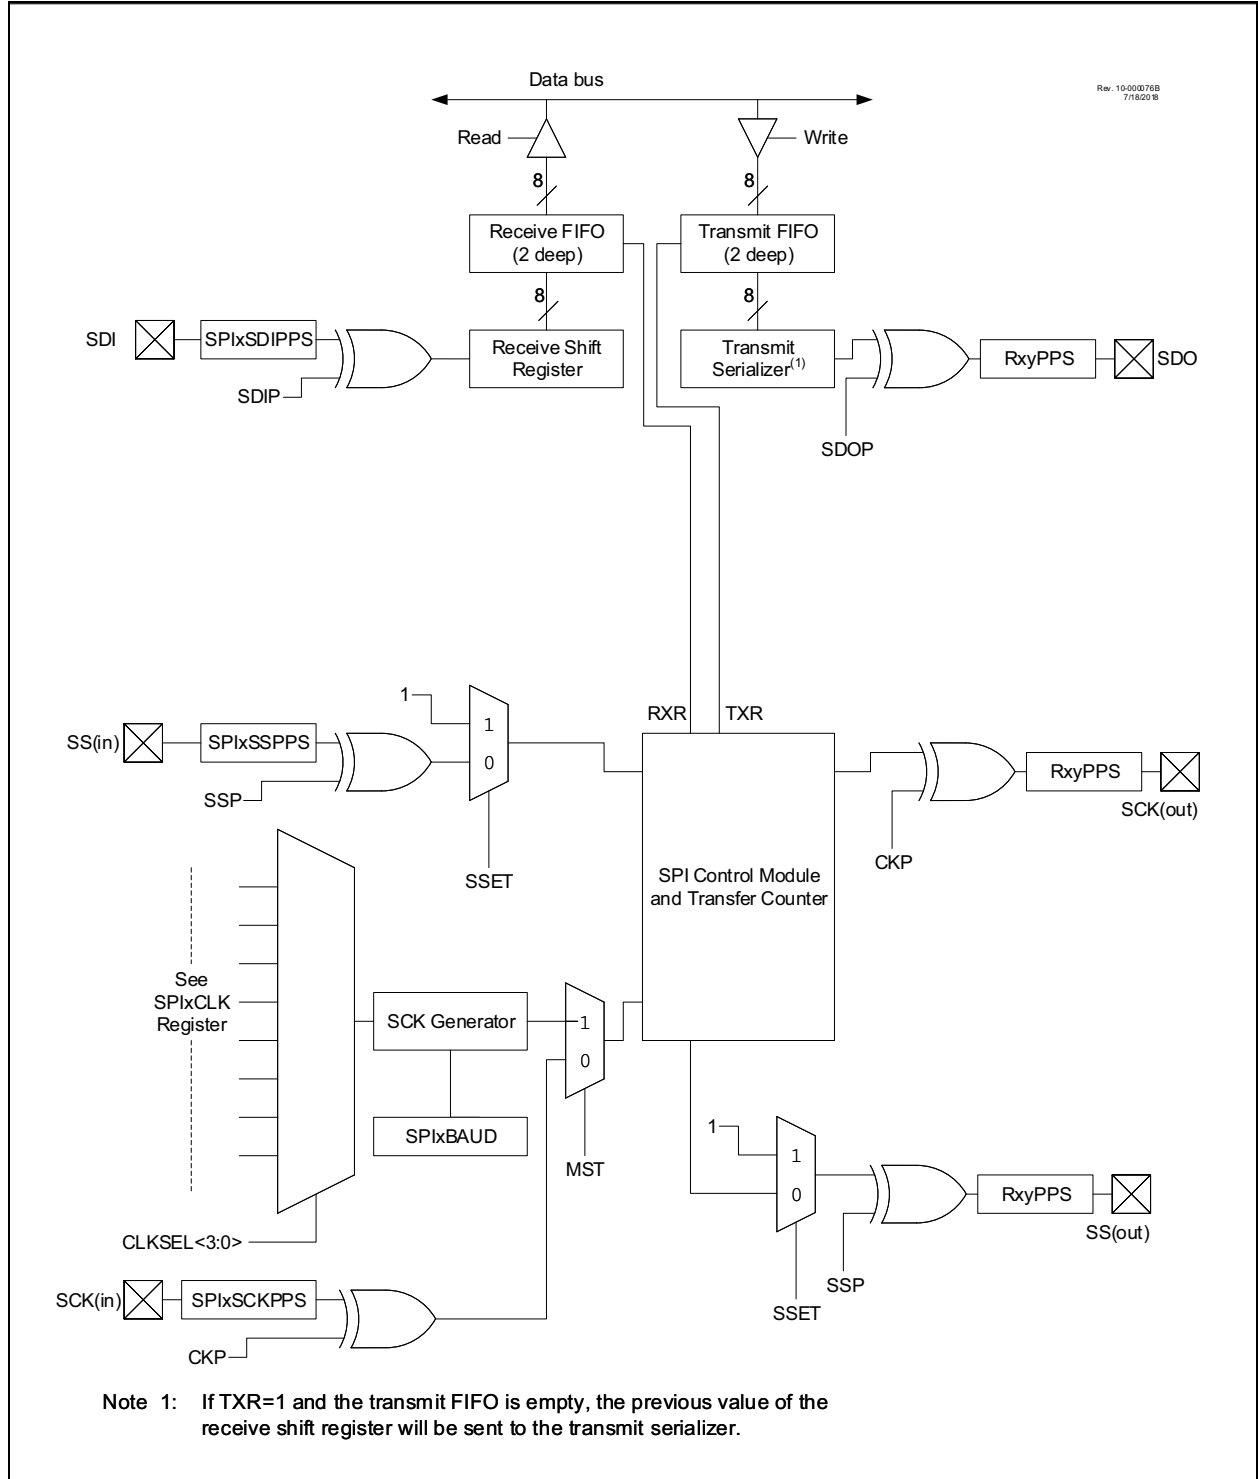 Data bus
Rev. 10-000076B
7/18/2018
Read
Write
8
8
Receive FIFO
(2 deep)
Transmit FIFO
(2 deep)
8
8
SDI
SPIxSDIPPS
SDIP
Receive Shift
Register
Transmit
Serializer(1)
SDOP
RxyPPS
SDO
RXR
TXR
SS(in)
SPIxSSPPS
SSP
1
1
0
SSET
SPI Control Module
and Transfer Counter
CKP
RxyPPS
SCK(out)
See
SPIxCLK
Register
SCK Generator
SPIxBAUD
1
0
MST
CLKSEL<3:0>
1
1
0
SSET
SSP
RxyPPS
SS(out)
SCK(in)
SPIxSCKPPS
CKP
Note 1: If TXR=1 and the transmit FIFO is empty, the previous value of the
receive shift register will be sent to the transmit serializer.